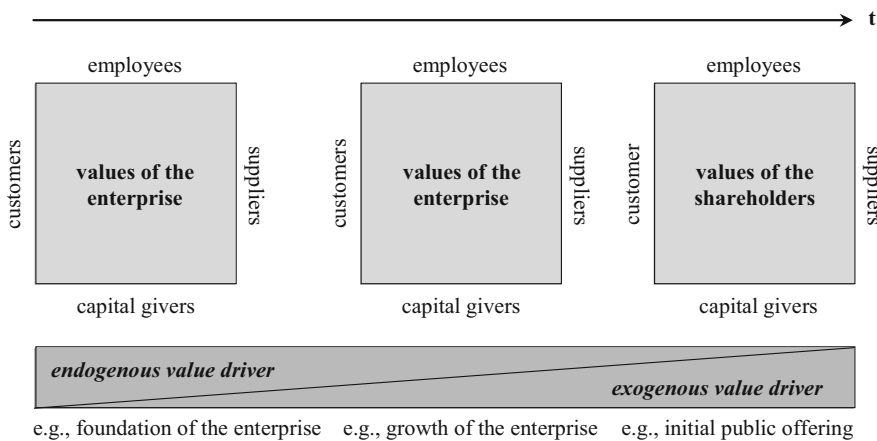 t
employees employees employees
customers
values of the
enterprise
suppliers
customers
values of the
enterprise
suppliers
customer
values of the
shareholders
suppliers
capital givers capital givers capital givers
endogenous value driver
exogenous value driver
e.g., foundation of the enterprise e.g., growth of the enterprise e.g., initial public offering